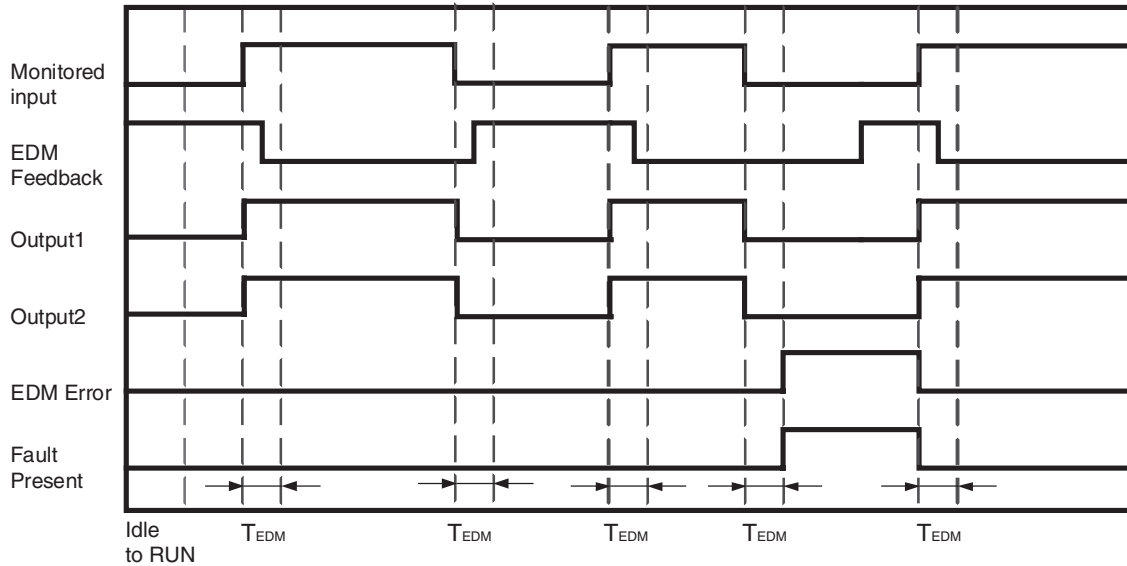 Monitored
input
EDM
Feedback
Output1
Output2
EDM Error
Fault
Present
Idle
to RUN
TEDM
TEDM
TEDM
TEDM
TEDM